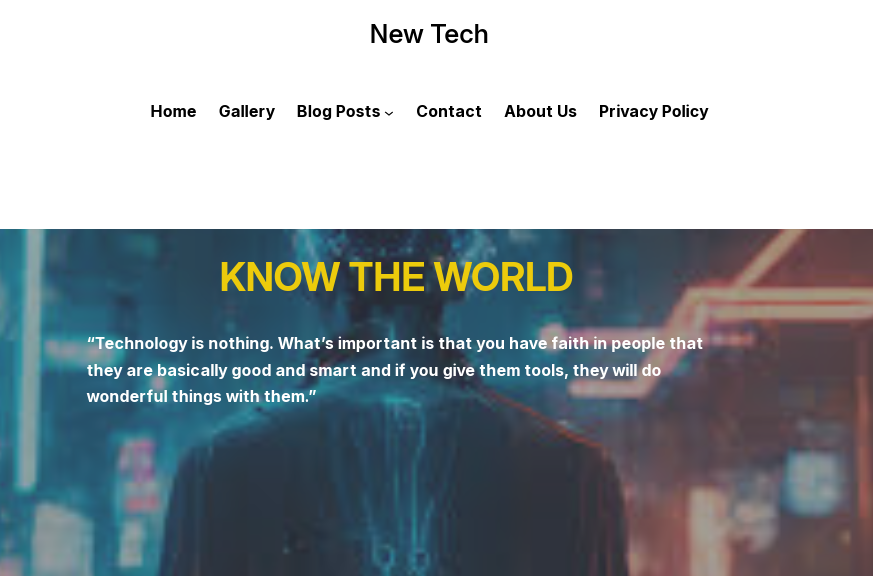 New Tech
Home Gallery Blog Posts Contact About Us Privacy Policy
KNOW THE WORLD
“Technology is nothing. What’s important is that you have faith in people that
they are basically good and smart and if you give them tools, they will do
wonderful things with them.”